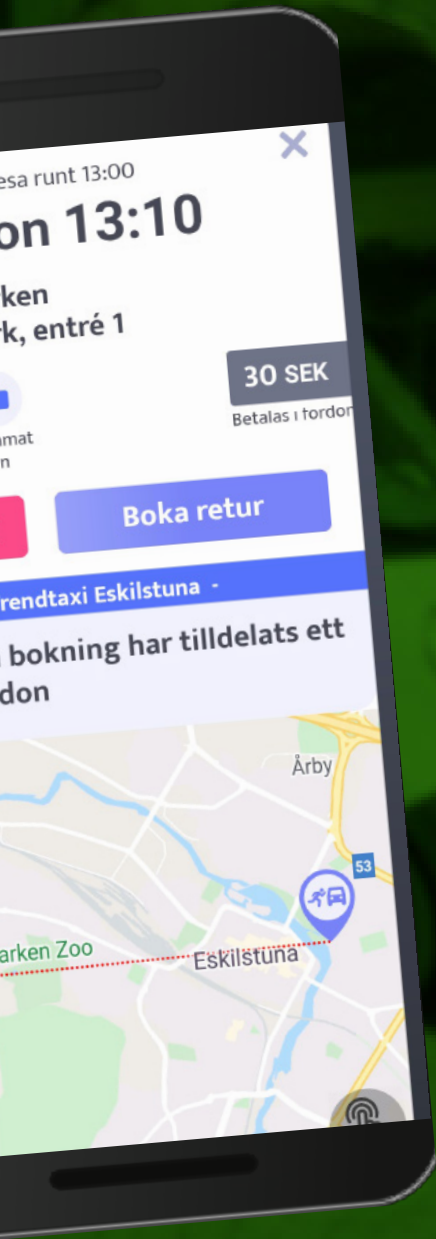 esa runt 13:00
on 13:10
ken
k, entré 1
mat
n
30 SEK
Betalas i fordon
Boka retur
rendtaxi Eskilstuna -
bokning har tilldelats ett
don
Årby
53
arken Zoo
Eskilstuna